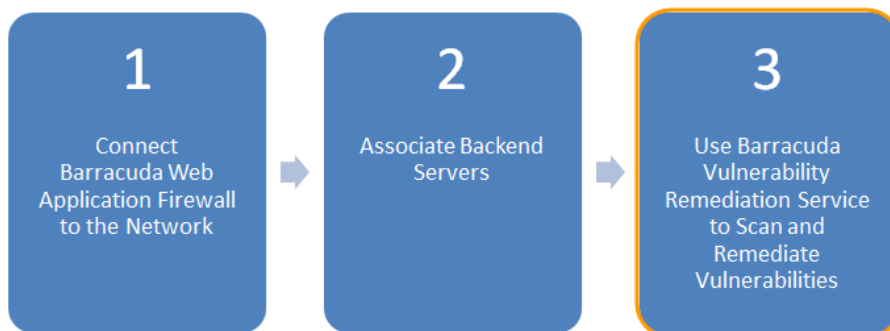 1
Connect
Barracuda Web
Application Firewall
to the Network
2
Associate Backend
Servers
3
Use Barracuda
Vulnerability
Remediation Service
to Scan and
Remediate
Vulnerabilities